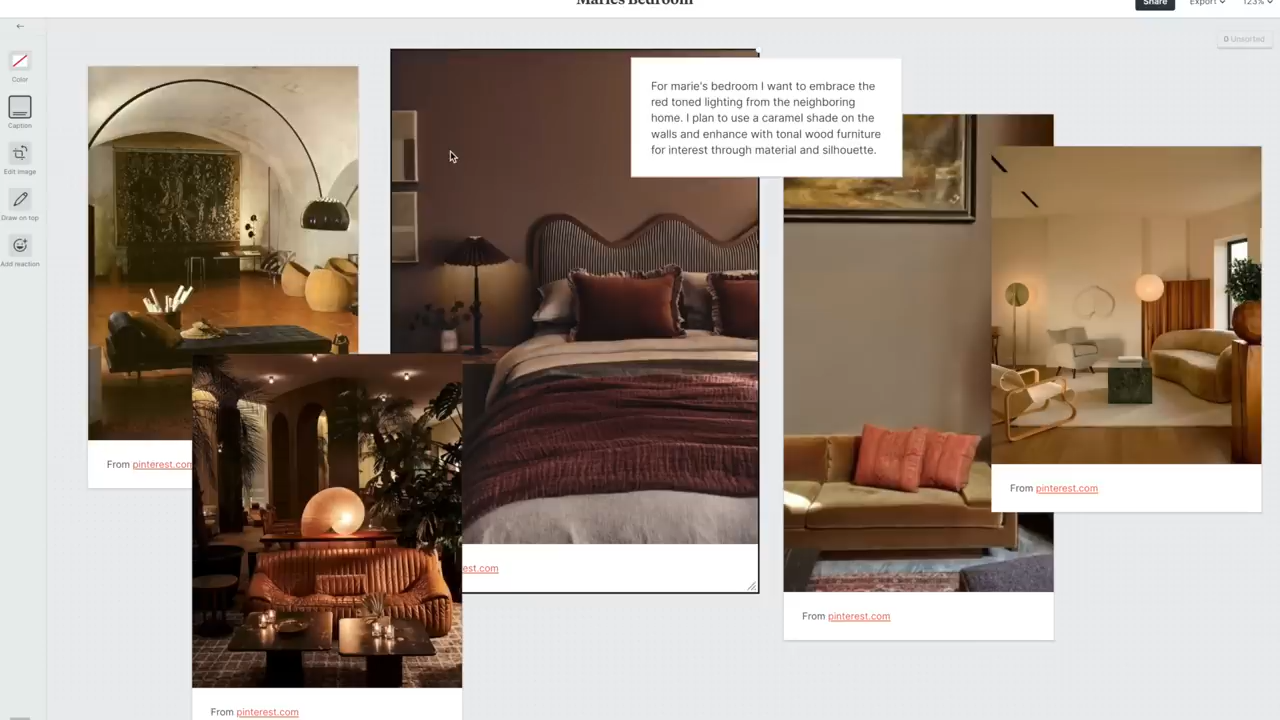 Maries Bedroom
Share
Export
123%
0 Unsorted
Color
Caption
Edit image
Draw on top
Add reaction
For marie's bedroom I want to embrace the
red toned lighting from the neighboring
home. I plan to use a caramel shade on the
walls and enhance with tonal wood furniture
for interest through material and silhouette.
From pinterest.com
From pinterest.com
est.com
From pinterest.com
From pinterest.com